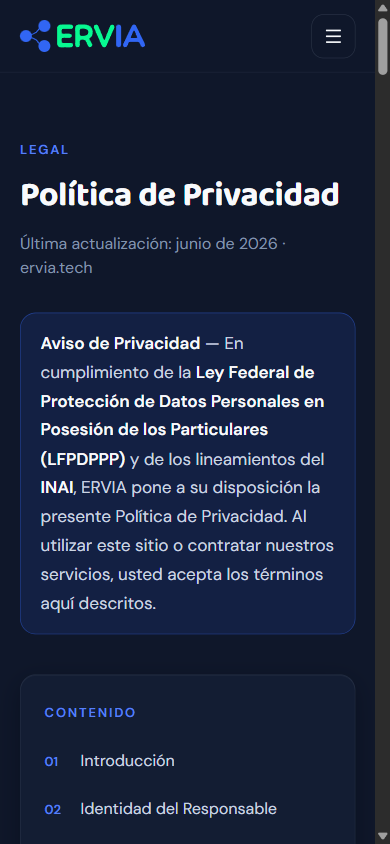 ERVIA
LEGAL
Política de Privacidad
Última actualización: junio de 2026 ·
ervia.tech
Aviso de Privacidad — En
cumplimiento de la Ley Federal de
Protección de Datos Personales en
Posesión de los Particulares
(LFPDPPP) y de los lineamientos del
INAI, ERVIA pone a su disposición la
presente Política de Privacidad. Al
utilizar este sitio o contratar nuestros
servicios, usted acepta los términos
aquí descritos.
CONTENIDO
01 Introducción
02 Identidad del Responsable